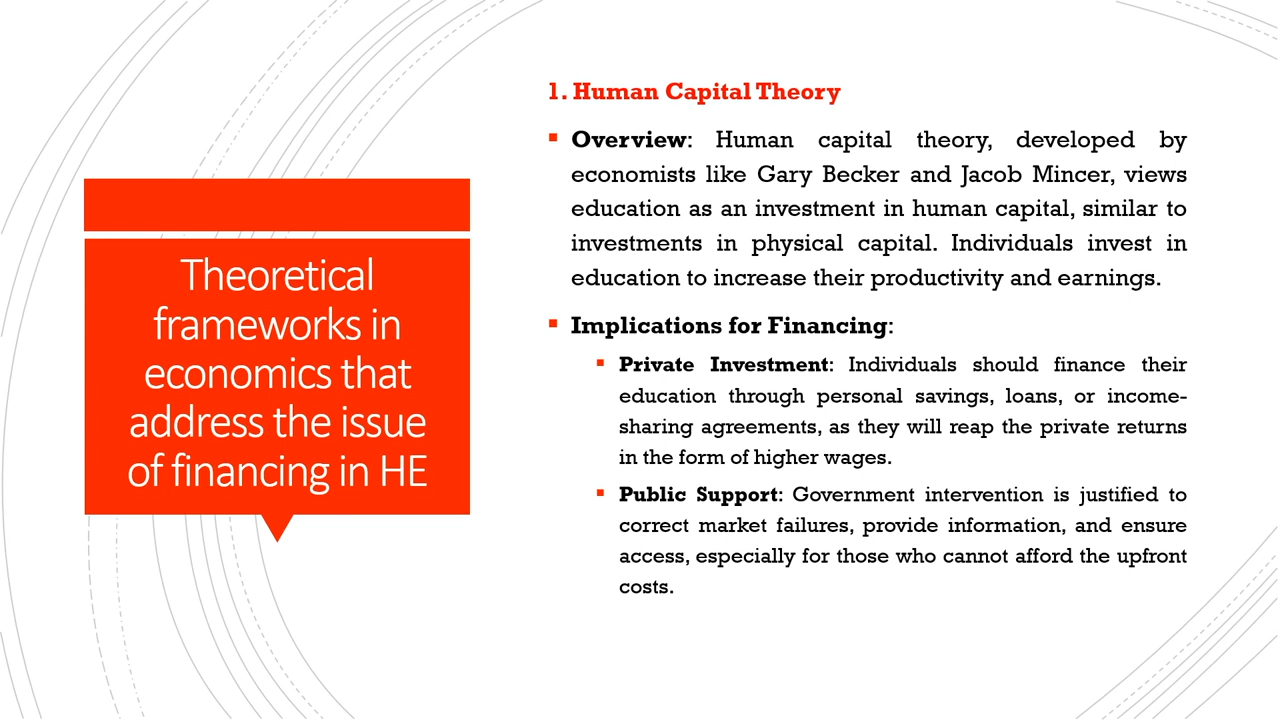 Theoretical
frameworks in
economics that
address the issue
of financing in HE
1. Human Capital Theory
Overview: Human capital theory, developed by
economists like Gary Becker and Jacob Mincer, views
education as an investment in human capital, similar to
investments in physical capital. Individuals invest in
education to increase their productivity and earnings.
Implications for Financing:
Private Investment: Individuals should finance their
education through personal savings, loans, or income-
sharing agreements, as they will reap the private returns
in the form of higher wages.
Public Support: Government intervention is justified to
correct market failures, provide information, and ensure
access, especially for those who cannot afford the upfront
costs.